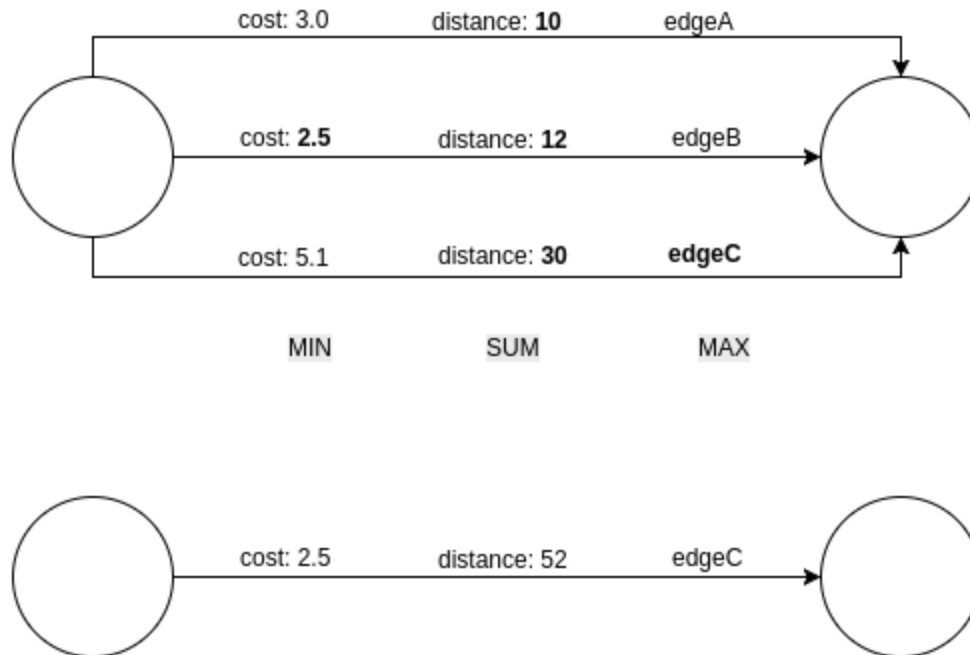 cost: 3.0 distance: 10 edgeA
cost: 2.5 distance: 12 edgeB
cost: 5.1 distance: 30 edgeC
MIN SUM MAX
cost: 2.5 distance: 52 edgeC